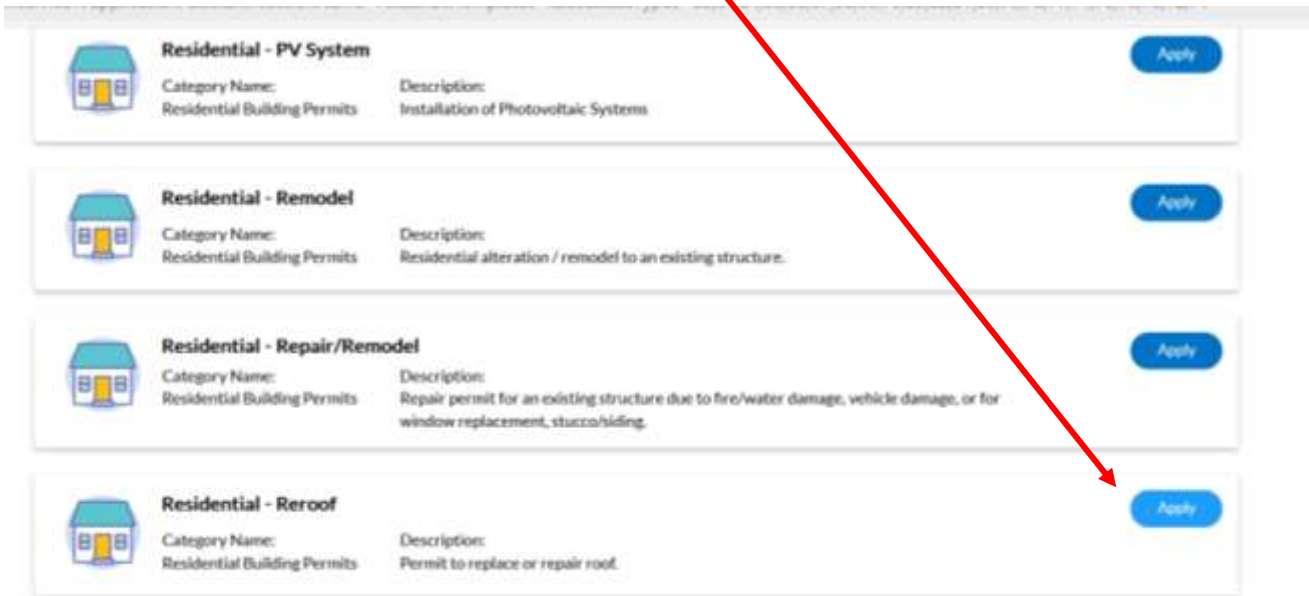 Residential - PV System
Apply
Category Name: Description:
Residential Building Permits Installation of Photovoltaic Systems
Residential - Remodel
Apply
Category Name: Description:
Residential Building Permits Residential alteration / remodel to an existing structure.
Residential - Repair/Remodel
Apply
Category Name: Description:
Residential Building Permits Repair permit for an existing structure due to fire/water damage, vehicle damage, or for
window replacement, stucco/siding.
Residential - Reroof
Apply
Category Name: Description:
Residential Building Permits Permit to replace or repair roof.